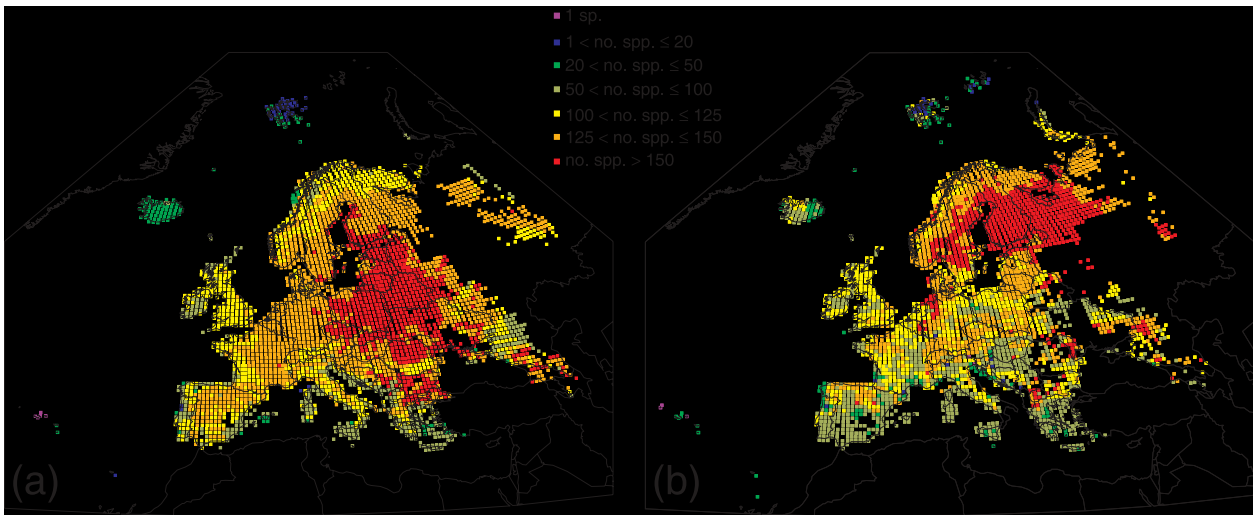 1 sp.
1 < no. spp. ≤ 20
20 < no. spp. ≤ 50
50 < no. spp. ≤ 100
100 < no. spp. ≤ 125
125 < no. spp. ≤ 150
no. spp. > 150
(a) (b)